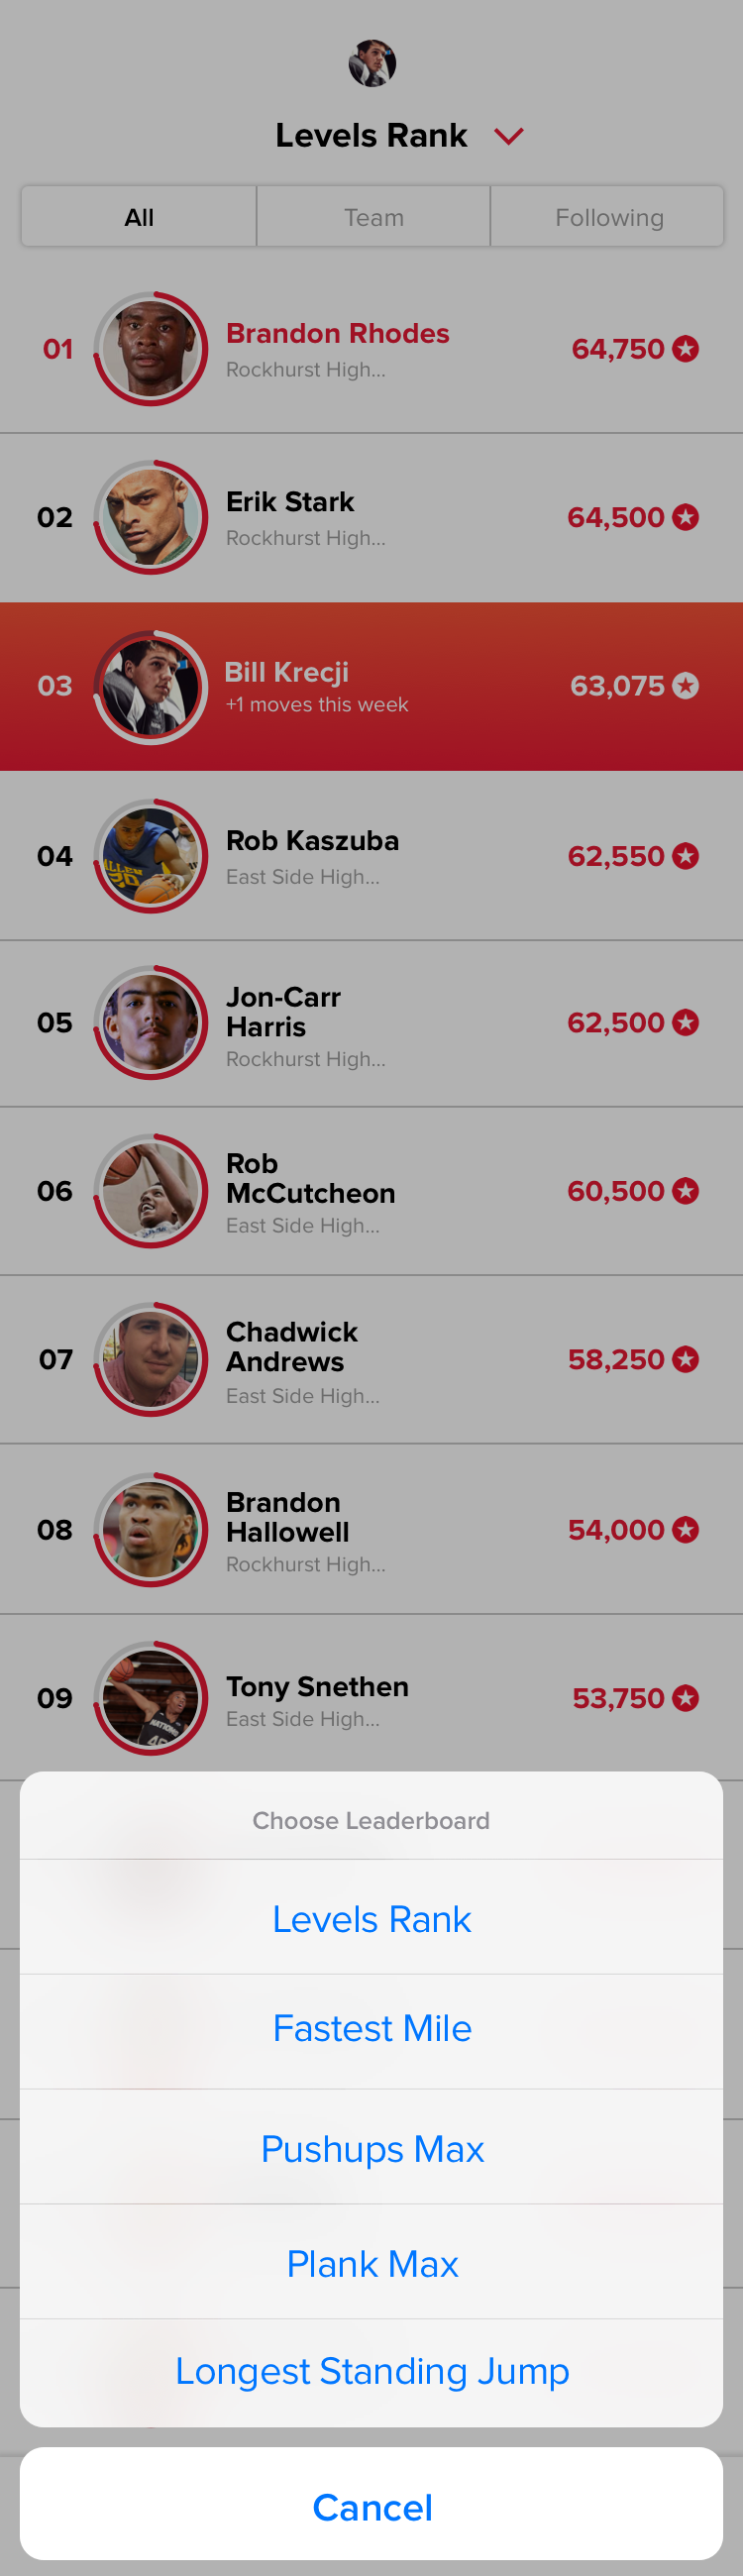 Levels Rank
All
Team
Following
01
Brandon Rhodes
Rockhurst High...
64,750
02
Erik Stark
Rockhurst High...
64,500
03
Bill Krecji
+1 moves this week
63,075
04
Rob Kaszuba
East Side High...
62,550
05
Jon-Carr
Harris
Rockhurst High...
62,500
06
Rob
McCutcheon
East Side High...
60,500
07
Chadwick
Andrews
East Side High...
58,250
08
Brandon
Hallowell
Rockhurst High...
54,000
09
Tony Snethen
East Side High...
53,750
Choose Leaderboard
Levels Rank
Fastest Mile
Pushups Max
Plank Max
Longest Standing Jump
Cancel